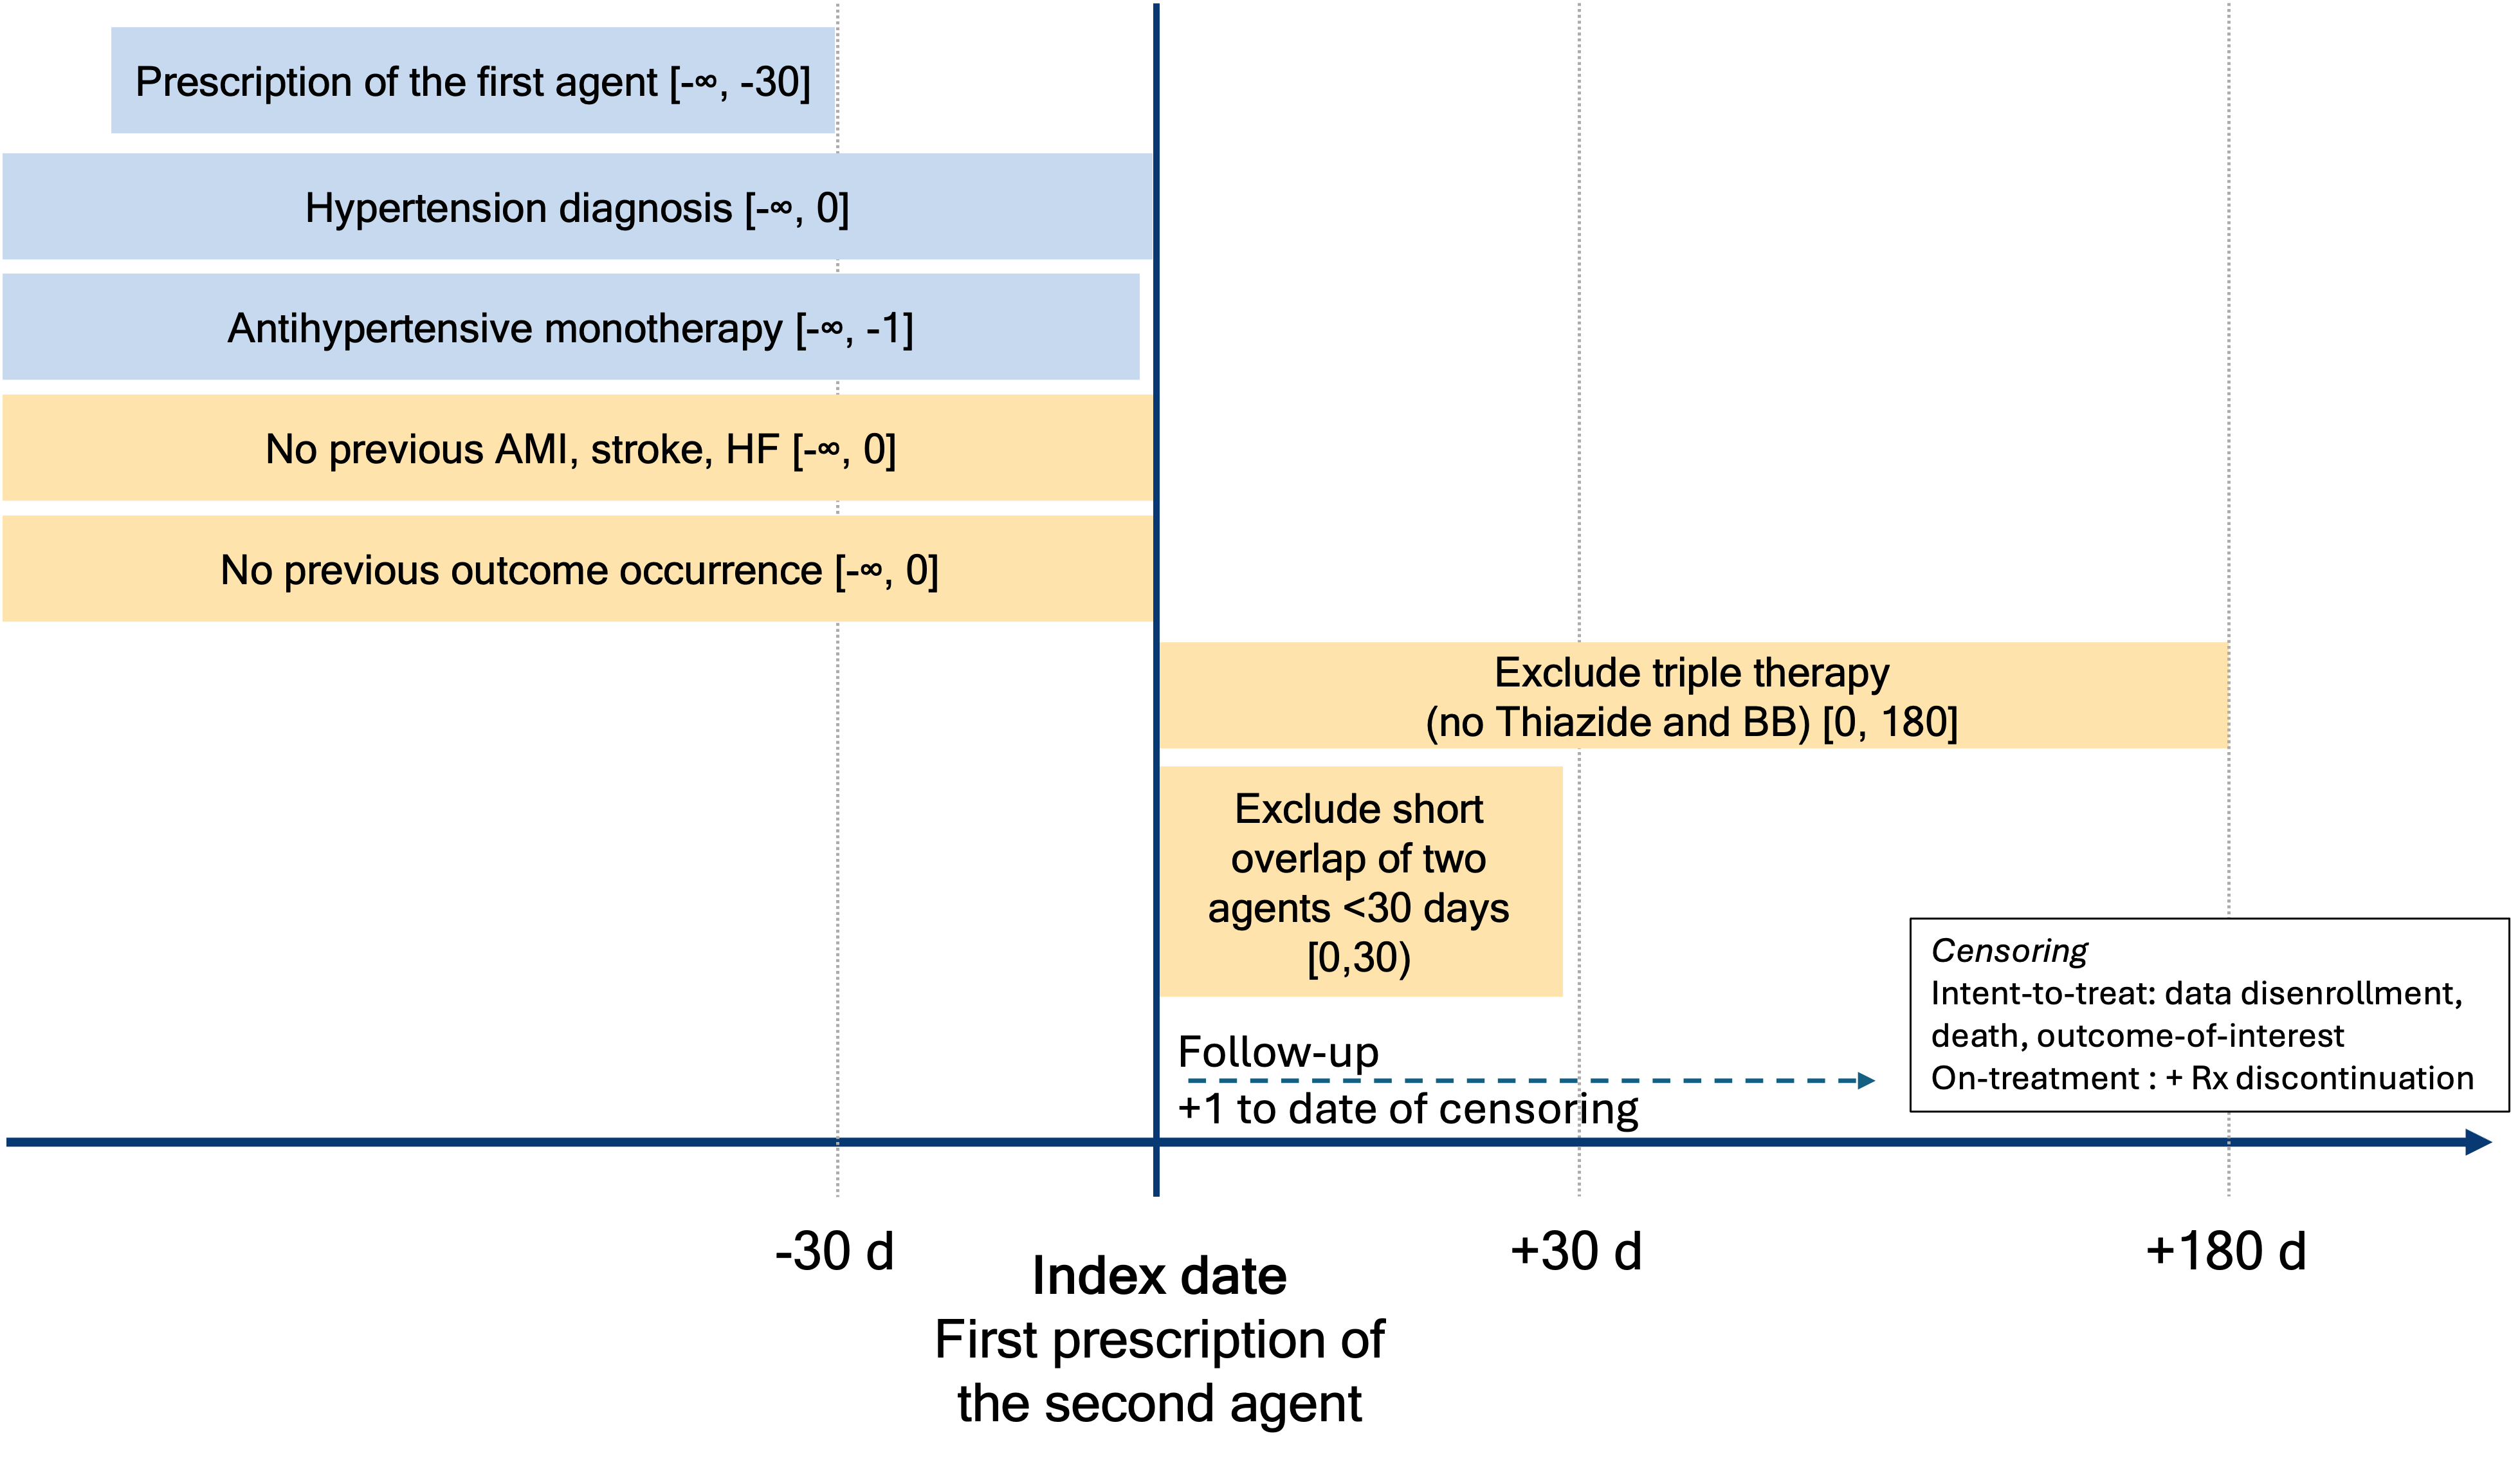 Prescription of the first agent [-∞, -30]
Hypertension diagnosis [-∞, 0]
Antihypertensive monotherapy [-∞, -1]
No previous AMI, stroke, HF [-∞, 0]
No previous outcome occurrence [-∞, 0]
Exclude triple therapy
(no Thiazide and BB) [0, 180]
Exclude short
overlap of two
agents <30 days
[0,30)
Censoring
Intent-to-treat: data disenrollment,
death, outcome-of-interest
On-treatment : + Rx discontinuation
Follow-up
+1 to date of censoring
-30 d
Index date
First prescription of
the second agent
+30 d
+180 d